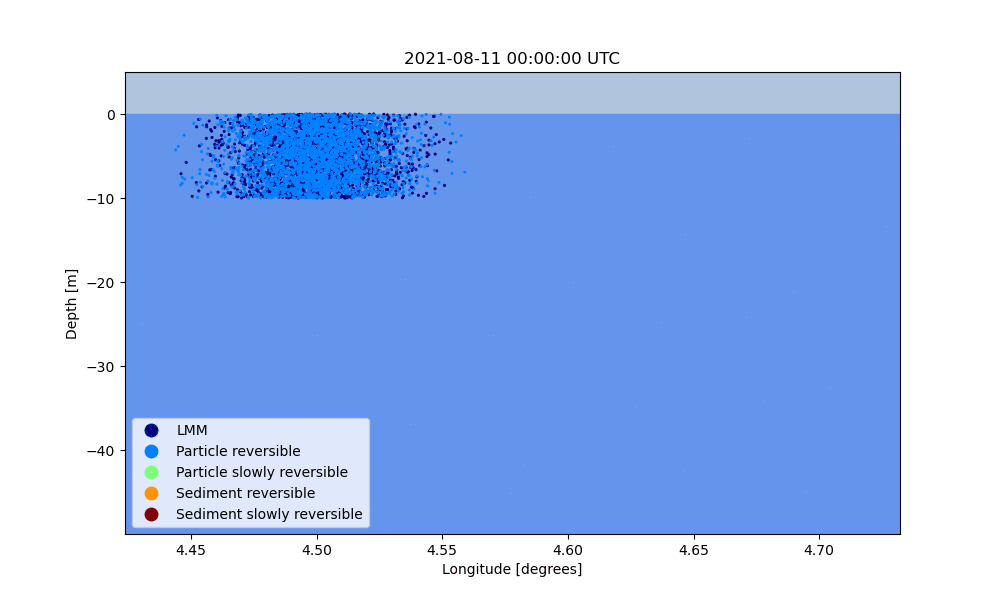 2021-08-11 00:00:00 UTC
0
−10
−20
−30
−40
Depth [m]
LMM
Particle reversible
Particle slowly reversible
Sediment reversible
Sediment slowly reversible
4.45 4.50 4.55 4.60 4.65 4.70
Longitude [degrees]